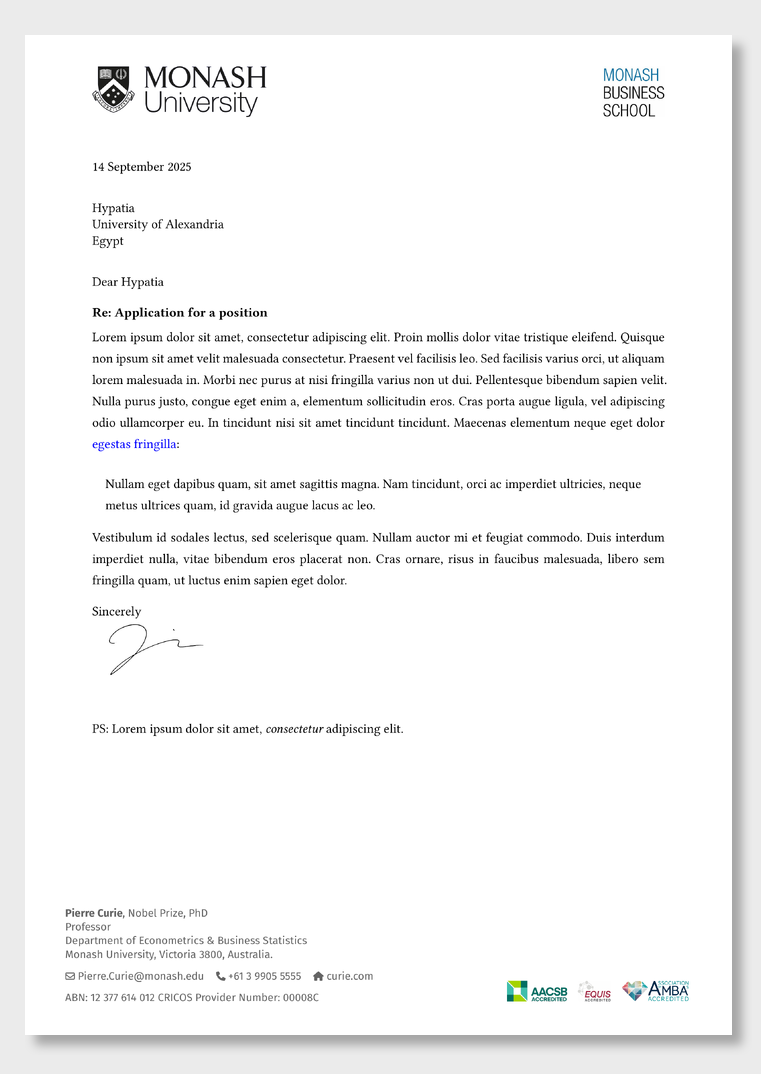 MONASH
University
MONASH
BUSINESS
SCHOOL
14 September 2025
Hypatia
University of Alexandria
Egypt
Dear Hypatia
Re: Application for a position
Lorem ipsum dolor sit amet, consectetur adipiscing elit. Proin mollis dolor vitae tristique eleifend. Quisque
non ipsum sit amet velit malesuada consectetur. Praesent vel facilisis leo. Sed facilisis varius orci, ut aliquam
lorem malesuada in. Morbi nec purus at nisi fringilla varius non ut dui. Pellentesque bibendum sapien velit.
Nulla purus justo, congue eget enim a, elementum sollicitudin eros. Cras porta augue ligula, vel adipiscing
odio ullamcorper eu. In tincidunt nisi sit amet tincidunt tincidunt. Maecenas elementum neque eget dolor
egestas fringilla:
Nullam eget dapibus quam, sit amet sagittis magna. Nam tincidunt, orci ac imperdiet ultricies, neque
metus ultrices quam, id gravida augue lacus ac leo.
Vestibulum id sodales lectus, sed scelerisque quam. Nullam auctor mi et feugiat commodo. Duis interdum
imperdiet nulla, vitae bibendum eros placerat non. Cras ornare, risus in faucibus malesuada, libero sem
fringilla quam, ut luctus enim sapien eget dolor.
Sincerely
PS: Lorem ipsum dolor sit amet, consectetur adipiscing elit.
Pierre Curie, Nobel Prize, PhD
Professor
Department of Econometrics & Business Statistics
Monash University, Victoria 3800, Australia.
Pierre.Curie@monash.edu +61 3 9905 5555 curie.com
ABN: 12 377 614 012 CRICOS Provider Number: 00008C
AACSB
ACCREDITED
EQUIS
ACCREDITED
ASSOCIATION
AMBA
ACCREDITED